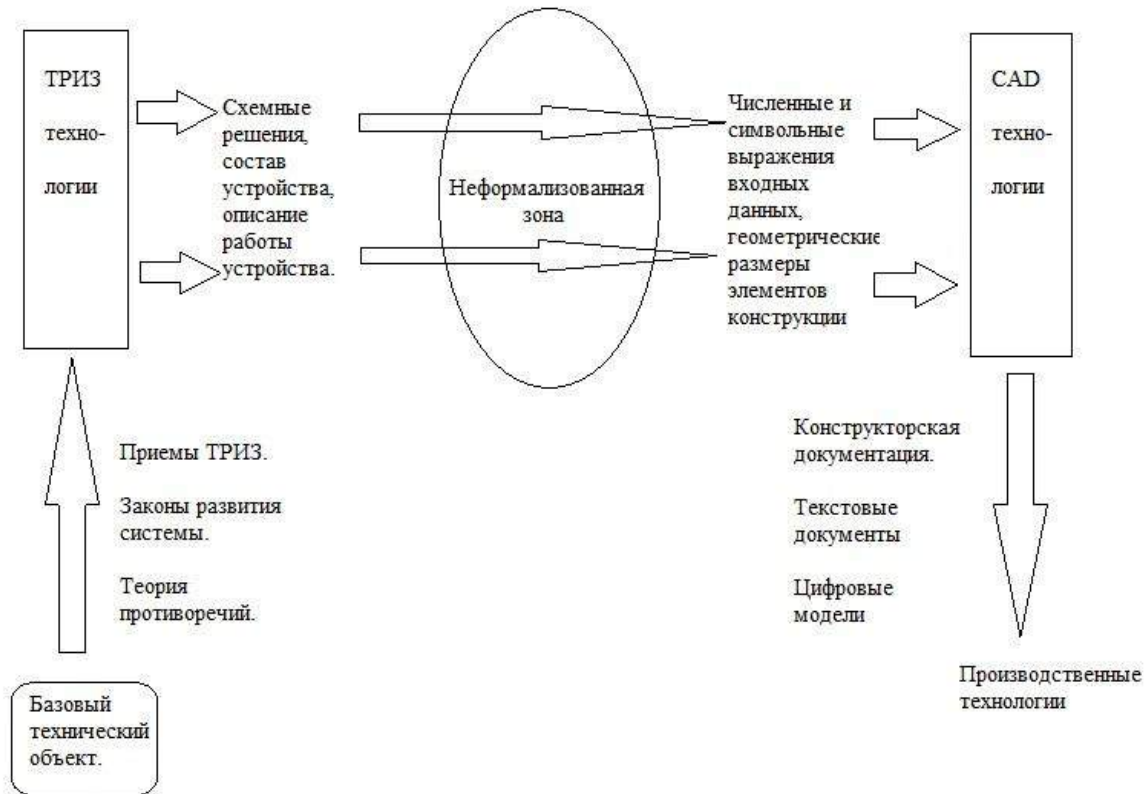 ТРИЗ
техно-
логии
Схемные
решения,
состав
устройства,
описание
работы
устройства.
Неформализованная
зона
Численные и
символьные
выражения
входных
данных,
геометрические
размеры
элементов
конструкции
CAD
техно-
логии
Приемы ТРИЗ.
Законы развития
системы.
Теория
противоречий.
Базовый
технический
объект.
Конструкторская
документация.
Текстовые
документы
Цифровые
модели
Производственные
технологии